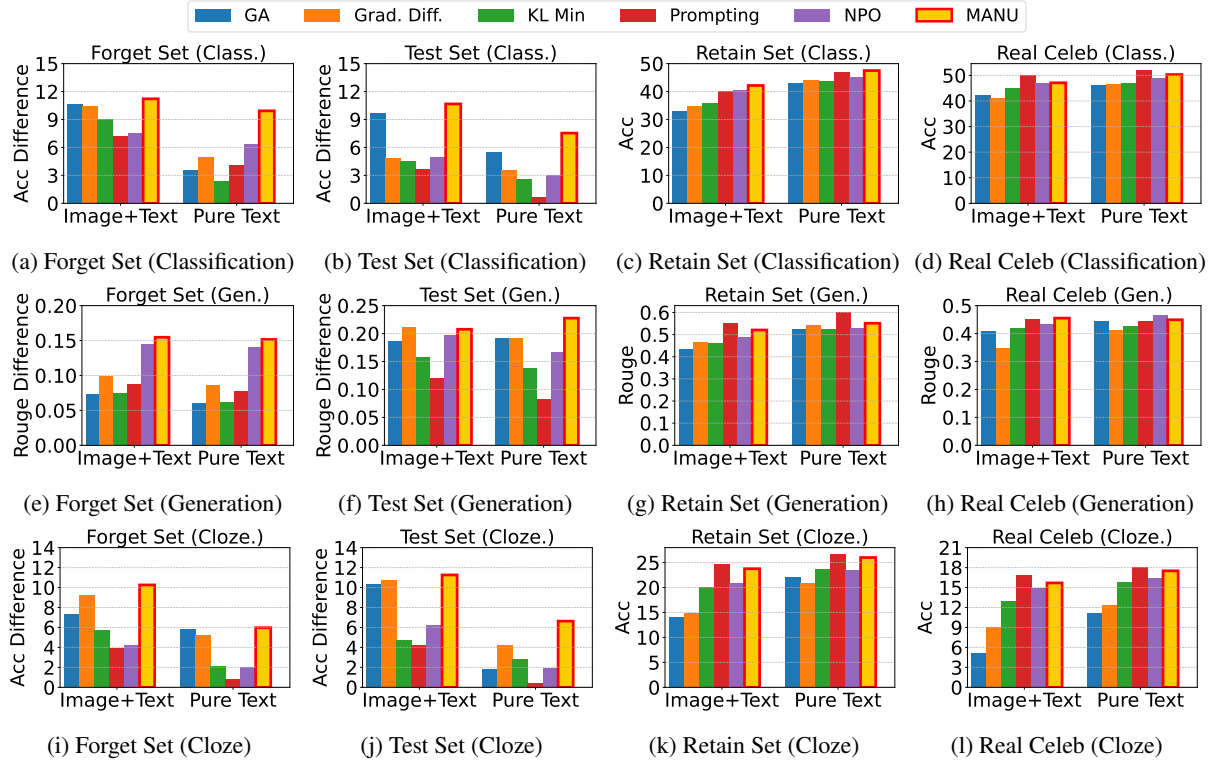 GA Grad. Diff. KL Min Prompting NPO MANU
Forget Set (Class.) Test Set (Class.) Retain Set (Class.) Real Celeb (Class.)
Acc Difference
15
12
9
6
3
0
Image+Text Pure Text
Acc Difference
15
12
9
6
3
0
Image+Text Pure Text
Acc
50
40
30
20
10
0
Image+Text Pure Text
Acc
50
40
30
20
10
0
Image+Text Pure Text
(a) Forget Set (Classification) (b) Test Set (Classification) (c) Retain Set (Classification) (d) Real Celeb (Classification)
Forget Set (Gen.) Test Set (Gen.) Retain Set (Gen.) Real Celeb (Gen.)
Rouge Difference
0.20
0.15
0.10
0.05
0.00
Image+Text Pure Text
Rouge Difference
0.25
0.20
0.15
0.10
0.05
0.00
Image+Text Pure Text
Rouge
0.6
0.5
0.4
0.3
0.2
0.1
0.0
Image+Text Pure Text
Rouge
0.5
0.4
0.3
0.2
0.1
0.0
Image+Text Pure Text
(e) Forget Set (Generation) (f) Test Set (Generation) (g) Retain Set (Generation) (h) Real Celeb (Generation)
Forget Set (Cloze.) Test Set (Cloze.) Retain Set (Cloze.) Real Celeb (Cloze.)
Acc Difference
14
12
10
8
6
4
2
0
Image+Text Pure Text
Acc Difference
14
12
10
8
6
4
2
0
Image+Text Pure Text
Acc
25
20
15
10
5
0
Image+Text Pure Text
Acc
21
18
15
12
9
6
3
0
Image+Text Pure Text
(i) Forget Set (Cloze) (j) Test Set (Cloze) (k) Retain Set (Cloze) (l) Real Celeb (Cloze)